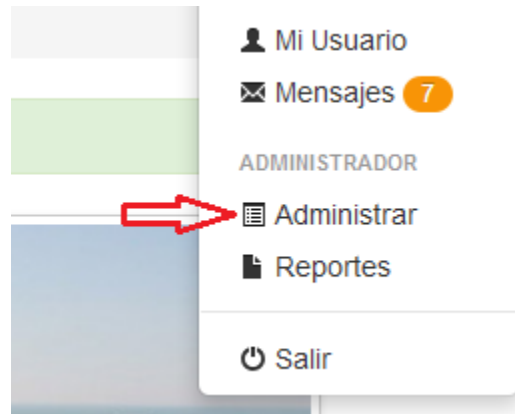 Mi Usuario
Mensajes 7
ADMINISTRADOR
Administrar
Reportes
Salir